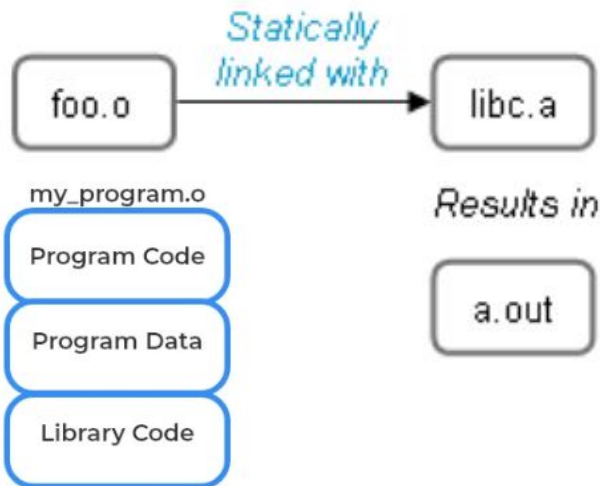 Statically
linked with
foo.o
libc.a
my_program.o
Results in
Program Code
a.out
Program Data
Library Code